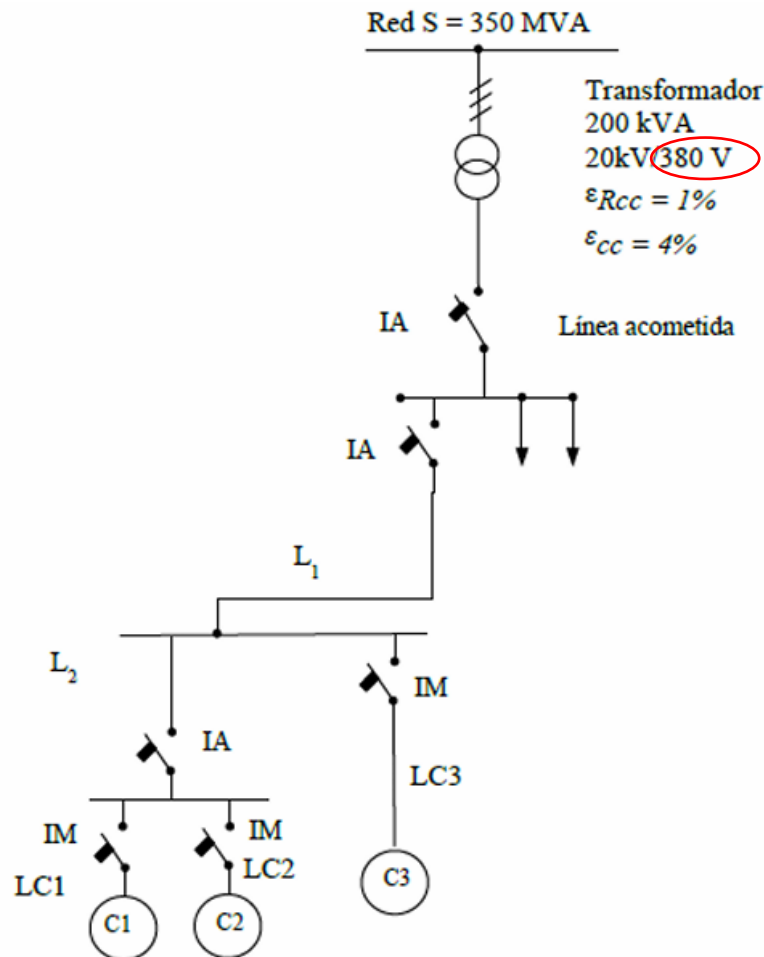 Red S = 350 MVA
Transformador
200 kVA
20kV/380 V
εRcc = 1%
εcc = 4%
IA
Línea acometida
IA
L1
L2
IM
IA
LC3
IM
IM
LC1
LC2
C3
C1
C2